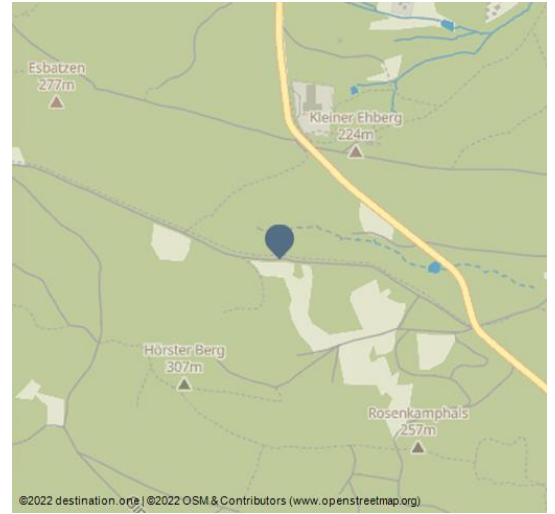 Esbatzen
277m
Kleiner Ehberg
224m
Hörster Berg
307m
Rosenkamphals
257m
©2022 destination.one | ©2022 OSM & Contributors (www.openstreetmap.org)